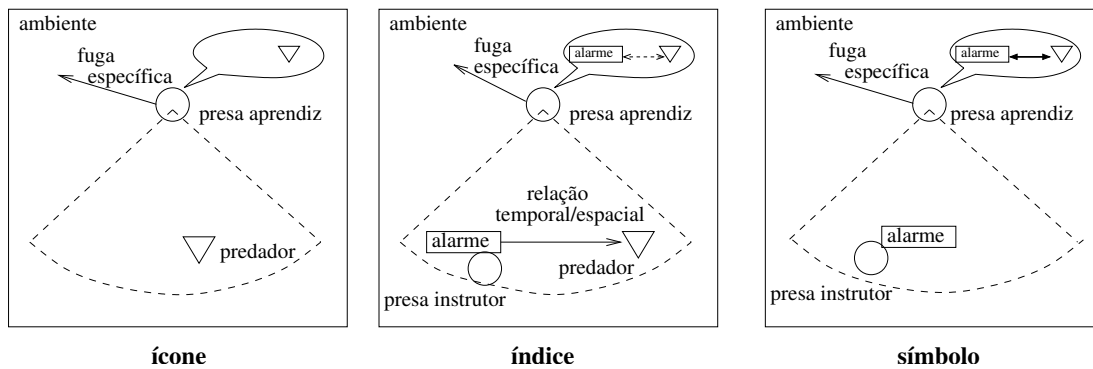 ambiente
fuga
específica
presa aprendiz
predador
ícone
ambiente
fuga
específica
alarme
presa aprendiz
relação
temporal/espacial
alarme
predador
presa instrutor
índice
ambiente
fuga
específica
alarme
presa aprendiz
alarme
presa instrutor
símbolo